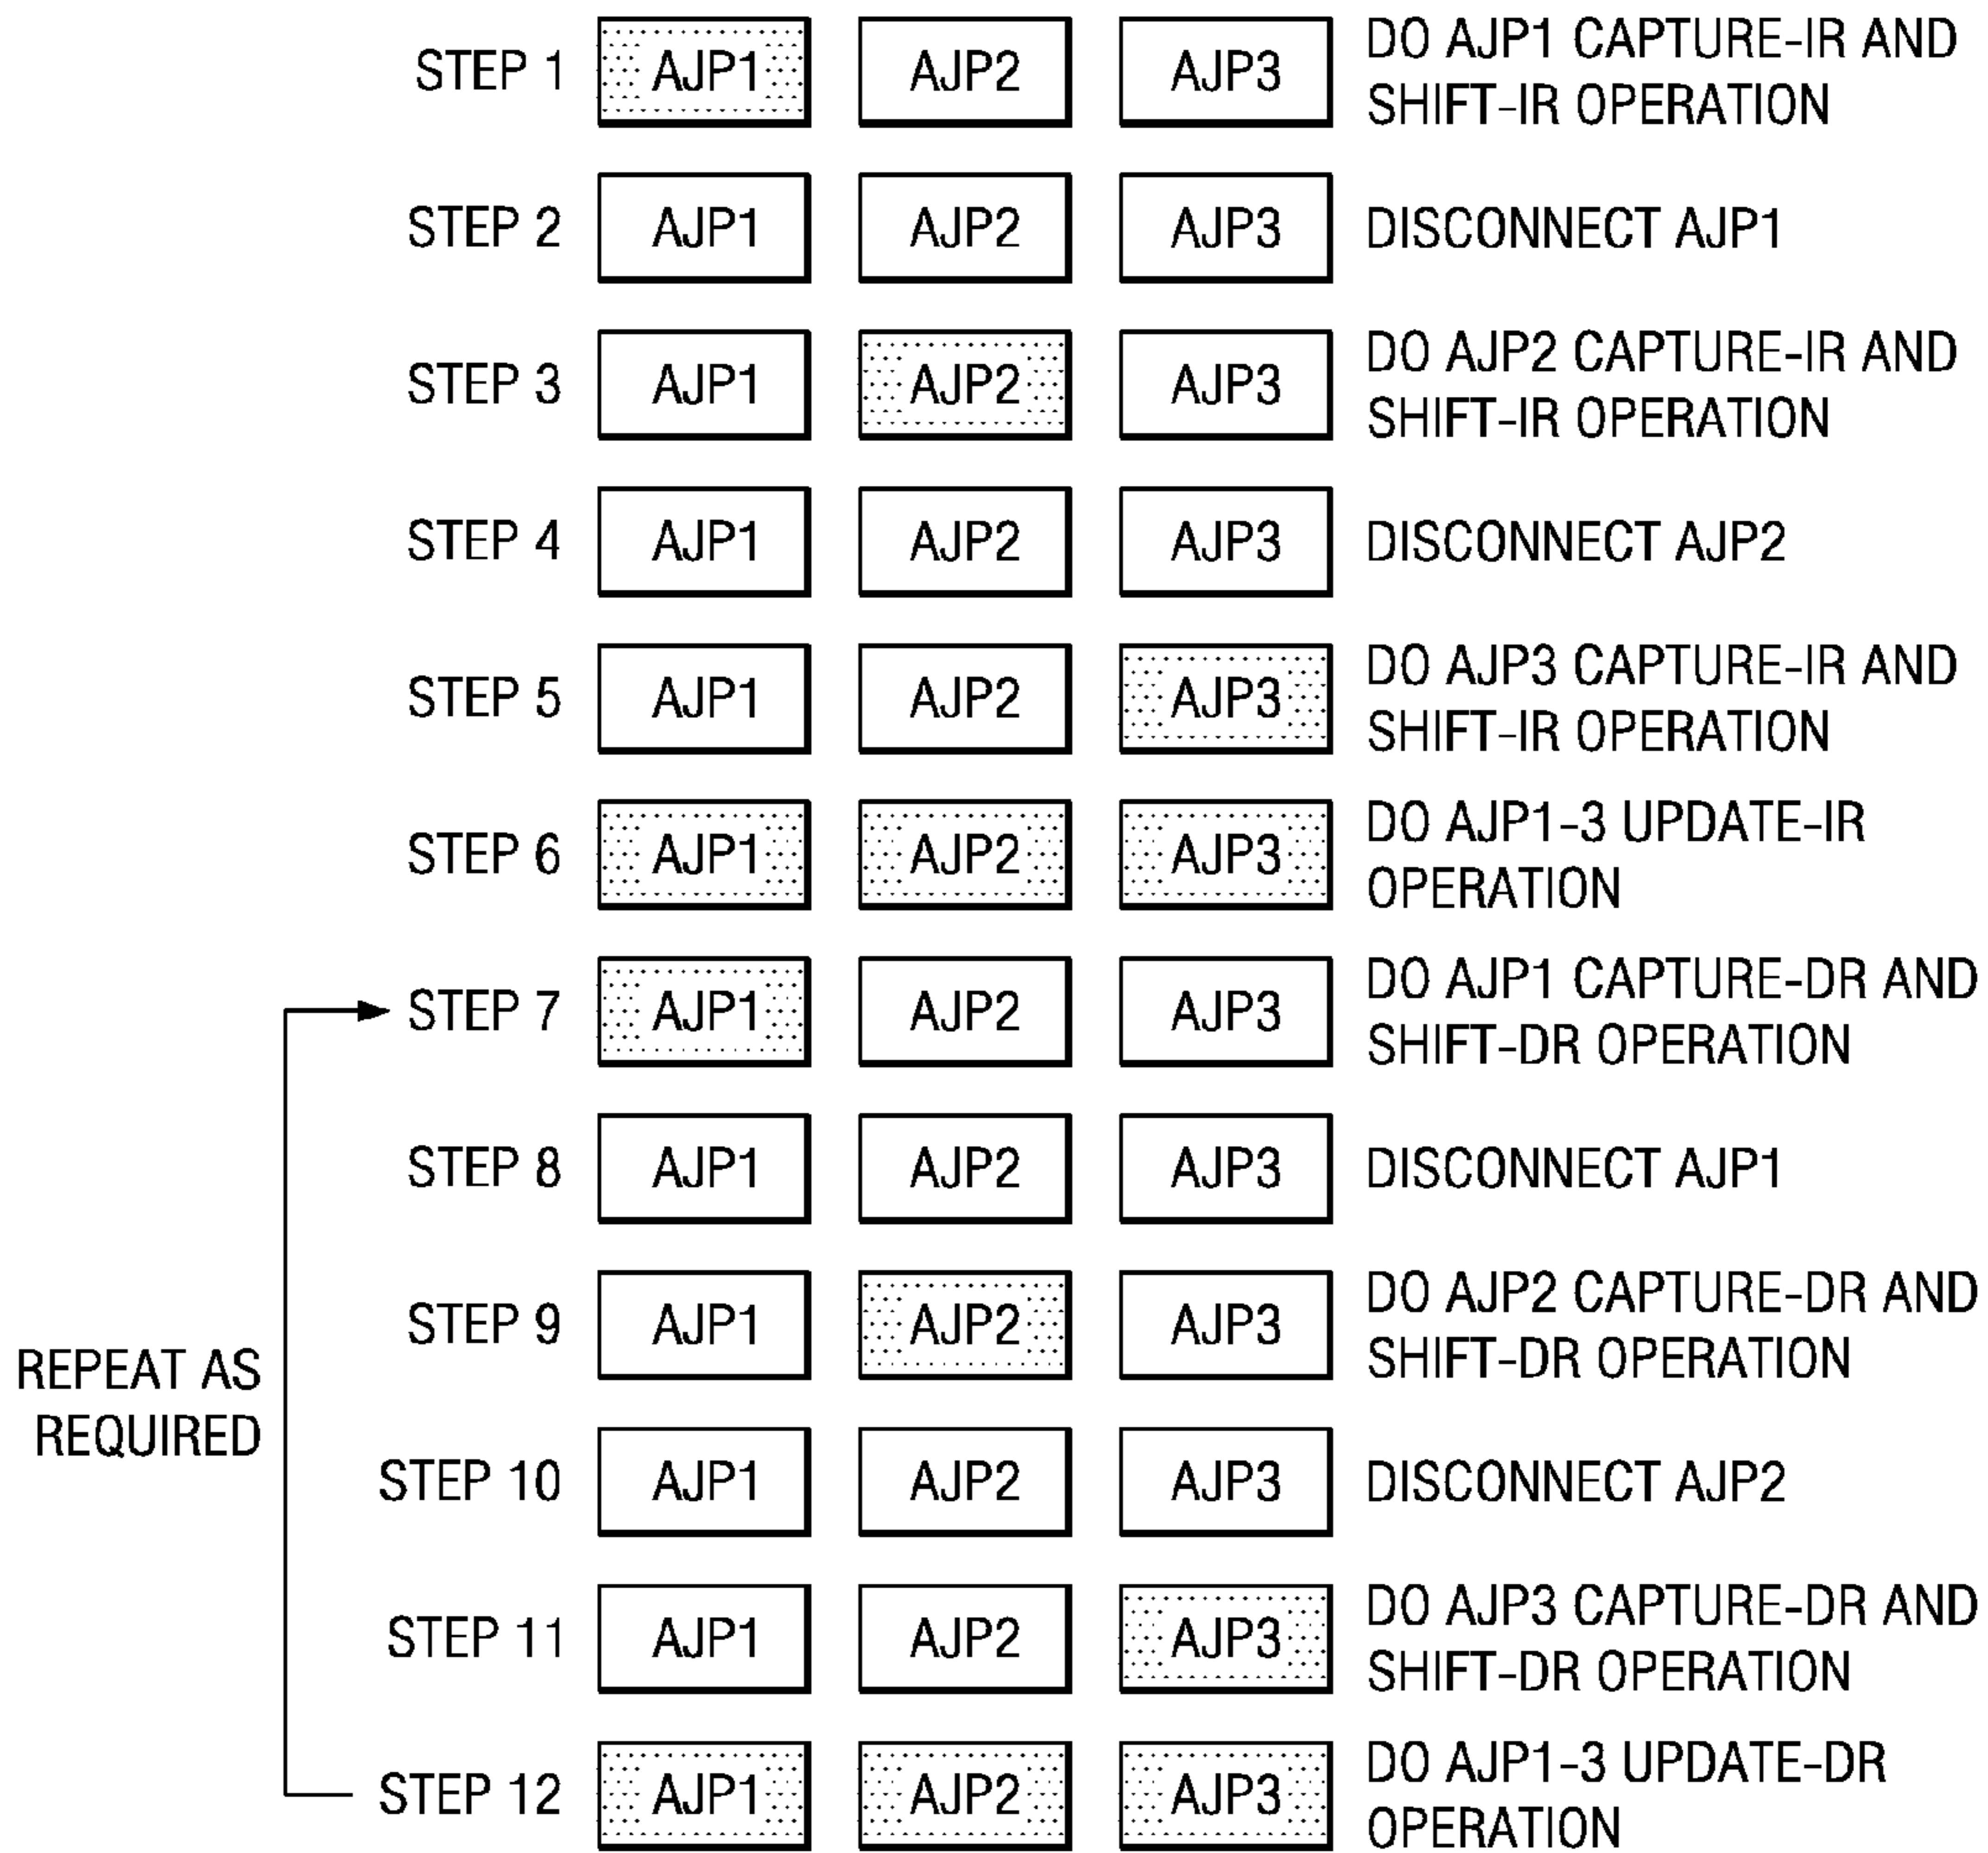 STEP 1 AJP1 AJP2 AJP3 DO AJP1 CAPTURE-IR AND
SHIFT-IR OPERATION
STEP 2 AJP1 AJP2 AJP3 DISCONNECT AJP1
STEP 3 AJP1 AJP2 AJP3 DO AJP2 CAPTURE-IR AND
SHIFT-IR OPERATION
STEP 4 AJP1 AJP2 AJP3 DISCONNECT AJP2
STEP 5 AJP1 AJP2 AJP3 DO AJP3 CAPTURE-IR AND
SHIFT-IR OPERATION
STEP 6 AJP1 AJP2 AJP3 DO AJP1-3 UPDATE-IR
OPERATION
STEP 7 AJP1 AJP2 AJP3 DO AJP1 CAPTURE-DR AND
SHIFT-DR OPERATION
STEP 8 AJP1 AJP2 AJP3 DISCONNECT AJP1
STEP 9 AJP1 AJP2 AJP3 DO AJP2 CAPTURE-DR AND
SHIFT-DR OPERATION
REPEAT AS
REQUIRED
STEP 10 AJP1 AJP2 AJP3 DISCONNECT AJP2
STEP 11 AJP1 AJP2 AJP3 DO AJP3 CAPTURE-DR AND
SHIFT-DR OPERATION
STEP 12 AJP1 AJP2 AJP3 DO AJP1-3 UPDATE-DR
OPERATION